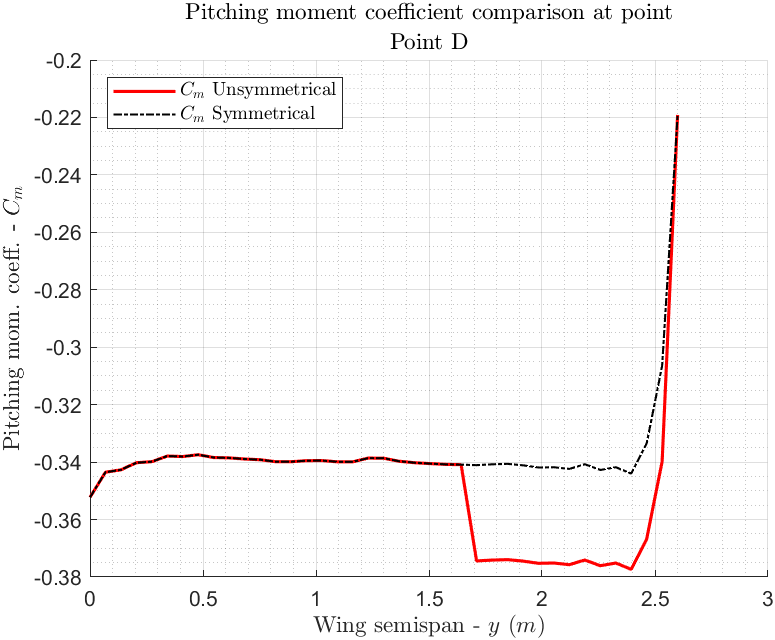 Pitching moment coefficient comparison at point
Point D
-0.2
C_m Unsymmetrical
C_m Symmetrical
-0.22
-0.24
-0.26
-0.28
-0.3
-0.32
-0.34
-0.36
-0.38
Pitching mom. coeff. - C_m
0 0.5 1 1.5 2 2.5 3
Wing semispan - y (m)